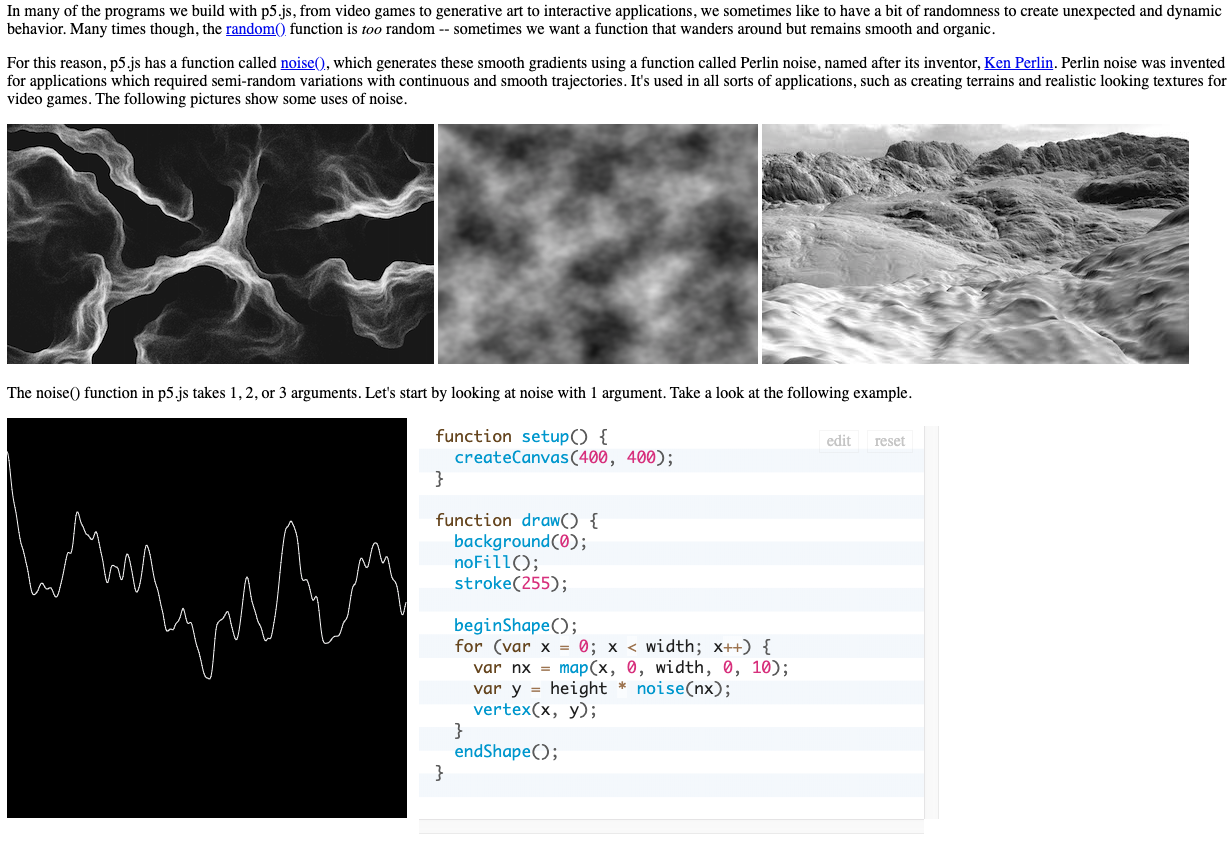 In many of the programs we build with p5.js, from video games to generative art to interactive applications, we sometimes like to have a bit of randomness to create unexpected and dynamic
behavior. Many times though, the random() function is too random -- sometimes we want a function that wanders around but remains smooth and organic.
For this reason, p5.js has a function called noise(), which generates these smooth gradients using a function called Perlin noise, named after its inventor, Ken Perlin. Perlin noise was invented
for applications which required semi-random variations with continuous and smooth trajectories. It's used in all sorts of applications, such as creating terrains and realistic looking textures for
video games. The following pictures show some uses of noise.
The noise() function in p5.js takes 1, 2, or 3 arguments. Let's start by looking at noise with 1 argument. Take a look at the following example.
edit reset
function setup() {
  createCanvas(400, 400);
}
function draw() {
  background(0);
  noFill();
  stroke(255);
  beginShape();
  for (var x = 0; x < width; x++) {
    var nx = map(x, 0, width, 0, 10);
    var y = height * noise(nx);
    vertex(x, y);
  }
  endShape();
}